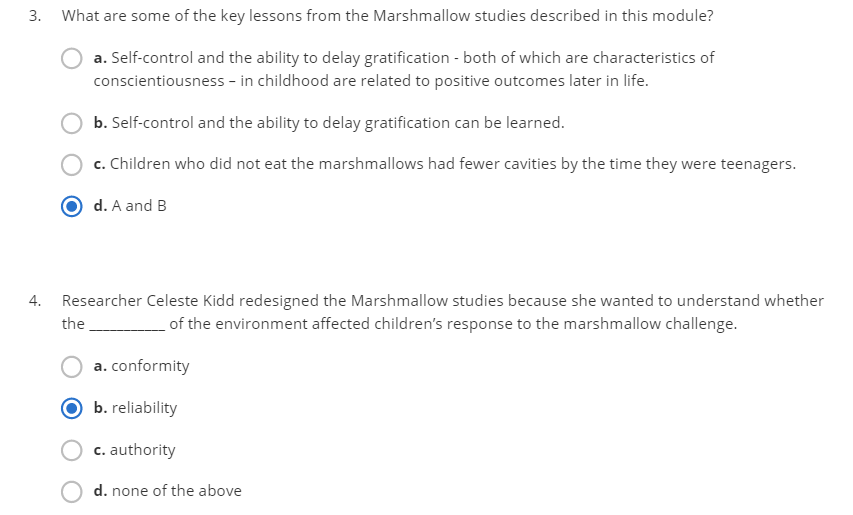 3. What are some of the key lessons from the Marshmallow studies described in this module?
a. Self-control and the ability to delay gratification - both of which are characteristics of
conscientiousness – in childhood are related to positive outcomes later in life.
b. Self-control and the ability to delay gratification can be learned.
c. Children who did not eat the marshmallows had fewer cavities by the time they were teenagers.
d. A and B
4. Researcher Celeste Kidd redesigned the Marshmallow studies because she wanted to understand whether
the ___________ of the environment affected children's response to the marshmallow challenge.
a. conformity
b. reliability
c. authority
d. none of the above